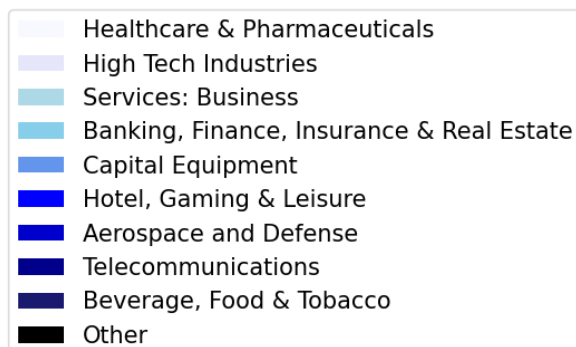 Healthcare & Pharmaceuticals
High Tech Industries
Services: Business
Banking, Finance, Insurance & Real Estate
Capital Equipment
Hotel, Gaming & Leisure
Aerospace and Defense
Telecommunications
Beverage, Food & Tobacco
Other